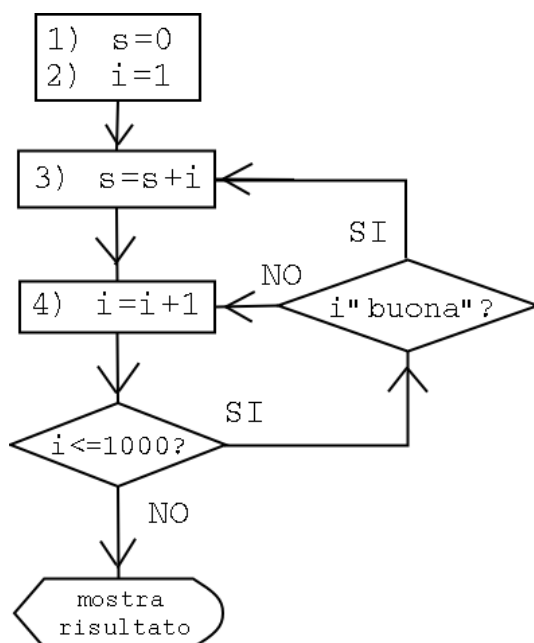 1) s=0
2) i=1
3) s=s+i
SI
NO
4) i=i+1
i"buona"?
SI
i<=1000?
NO
mostra
risultato